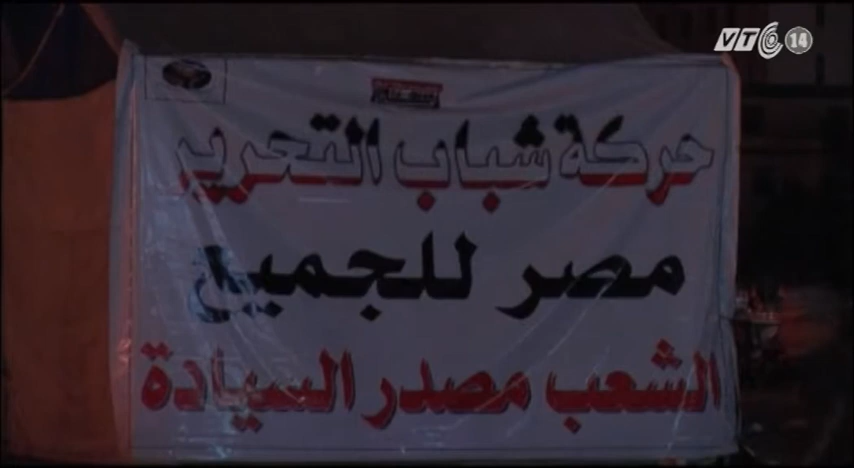 VTC 14
حركة شباب التحرير
مصر للجميع
الشعب مصدر السيادة